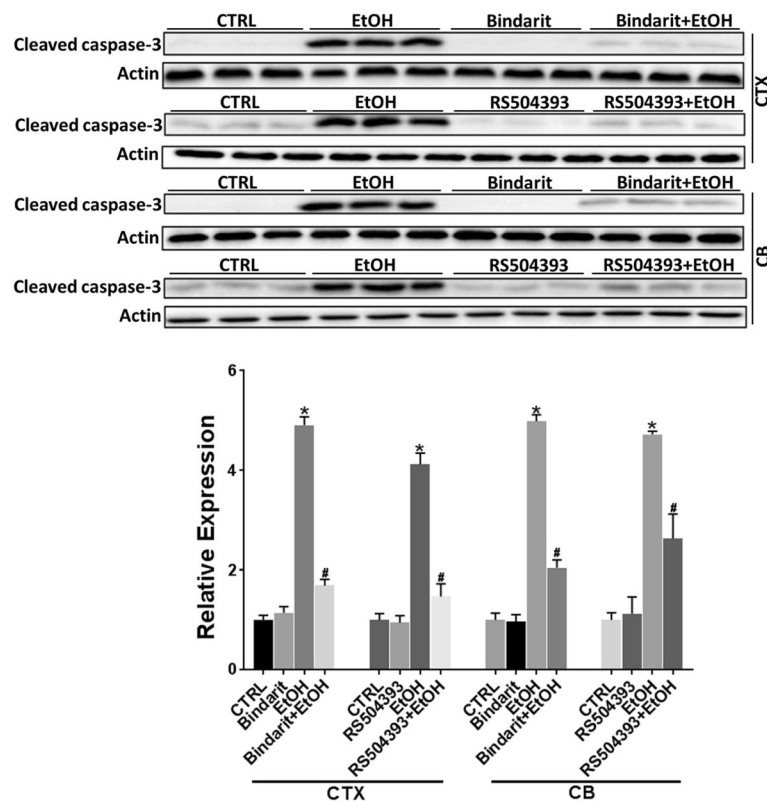 CTRL EtOH Bindarit Bindarit+EtOH
Cleaved caspase-3
Actin
CTRL EtOH RS504393 RS504393+EtOH
Cleaved caspase-3
Actin
CTX
CTRL EtOH Bindarit Bindarit+EtOH
Cleaved caspase-3
Actin
CTRL EtOH RS504393 RS504393+EtOH
Cleaved caspase-3
Actin
CB
Relative Expression
6
4
2
0
* # * # * # * #
CTRL Bindarit EtOH Bindarit+EtOH CTRL RS504393 EtOH RS504393+EtOH CTRL Bindarit EtOH Bindarit+EtOH CTRL RS504393 EtOH RS504393+EtOH
CTX CB